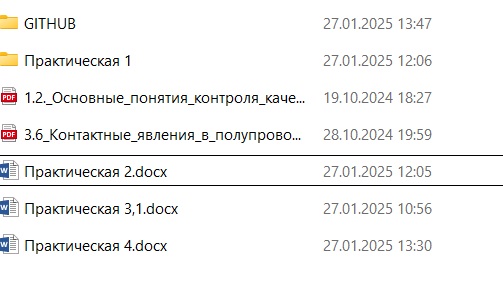 GITHUB 27.01.2025 13:47
Практическая 1 27.01.2025 12:06
PDF 1.2._Основные_понятия_контроля_каче... 19.10.2024 18:27
PDF 3.6_Контактные_явления_в_полупрово... 28.10.2024 19:59
W Практическая 2.docx 27.01.2025 12:05
W Практическая 3,1.docx 27.01.2025 10:56
W Практическая 4.docx 27.01.2025 13:30